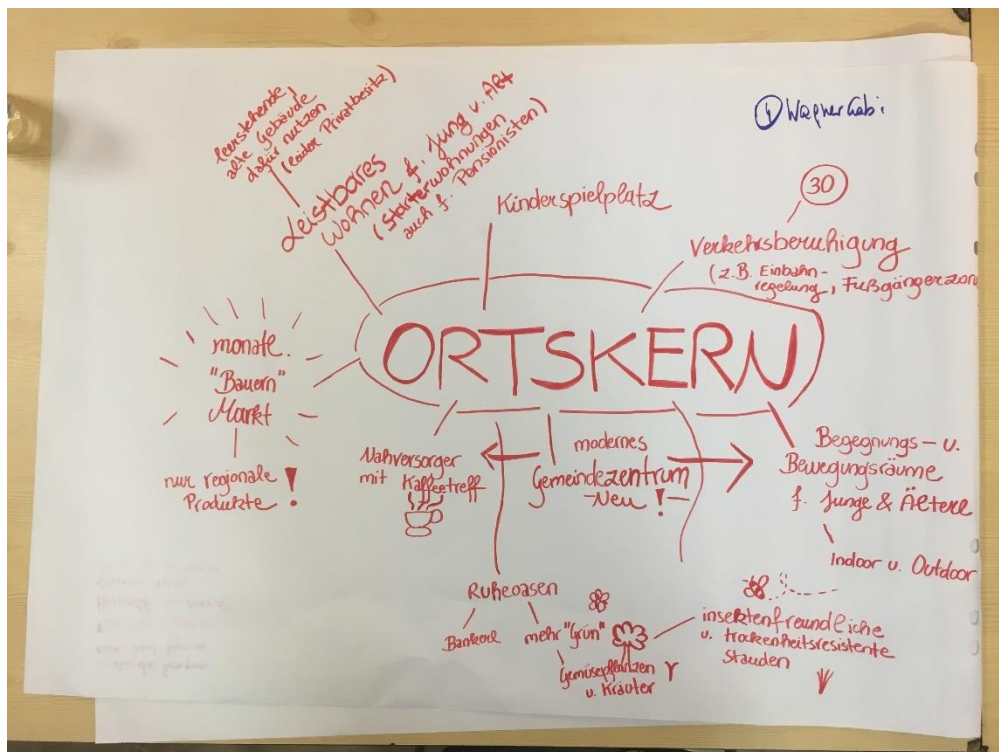 ① Wagner Gabi
leerstehende,
alte Gebäude
dafür nutzen
(leider Privatbesitz)
Leistbares
Wohnen f. Jung u. Alt
(Starterwohnungen
auch f. Pensionisten)
Kinderspielplatz
30
Verkehrsberuhigung
(z.B. Einbahn-
regelung, Fußgängerzon
ORTSKERN
monatl.
"Bauern"
Markt
nur regionale
Produkte !
Nahversorger
mit Kaffeetreff
modernes
Gemeindezentrum
-Neu ! -
Begegnungs- u.
Bewegungsräume
f. Junge & Ältere
Indoor u. Outdoor
Ruheoasen
Bankerl
mehr "Grün"
Gemüsepflanzen
u. Kräuter
insektenfreundliche
u. trockenheitsresistente
Stauden